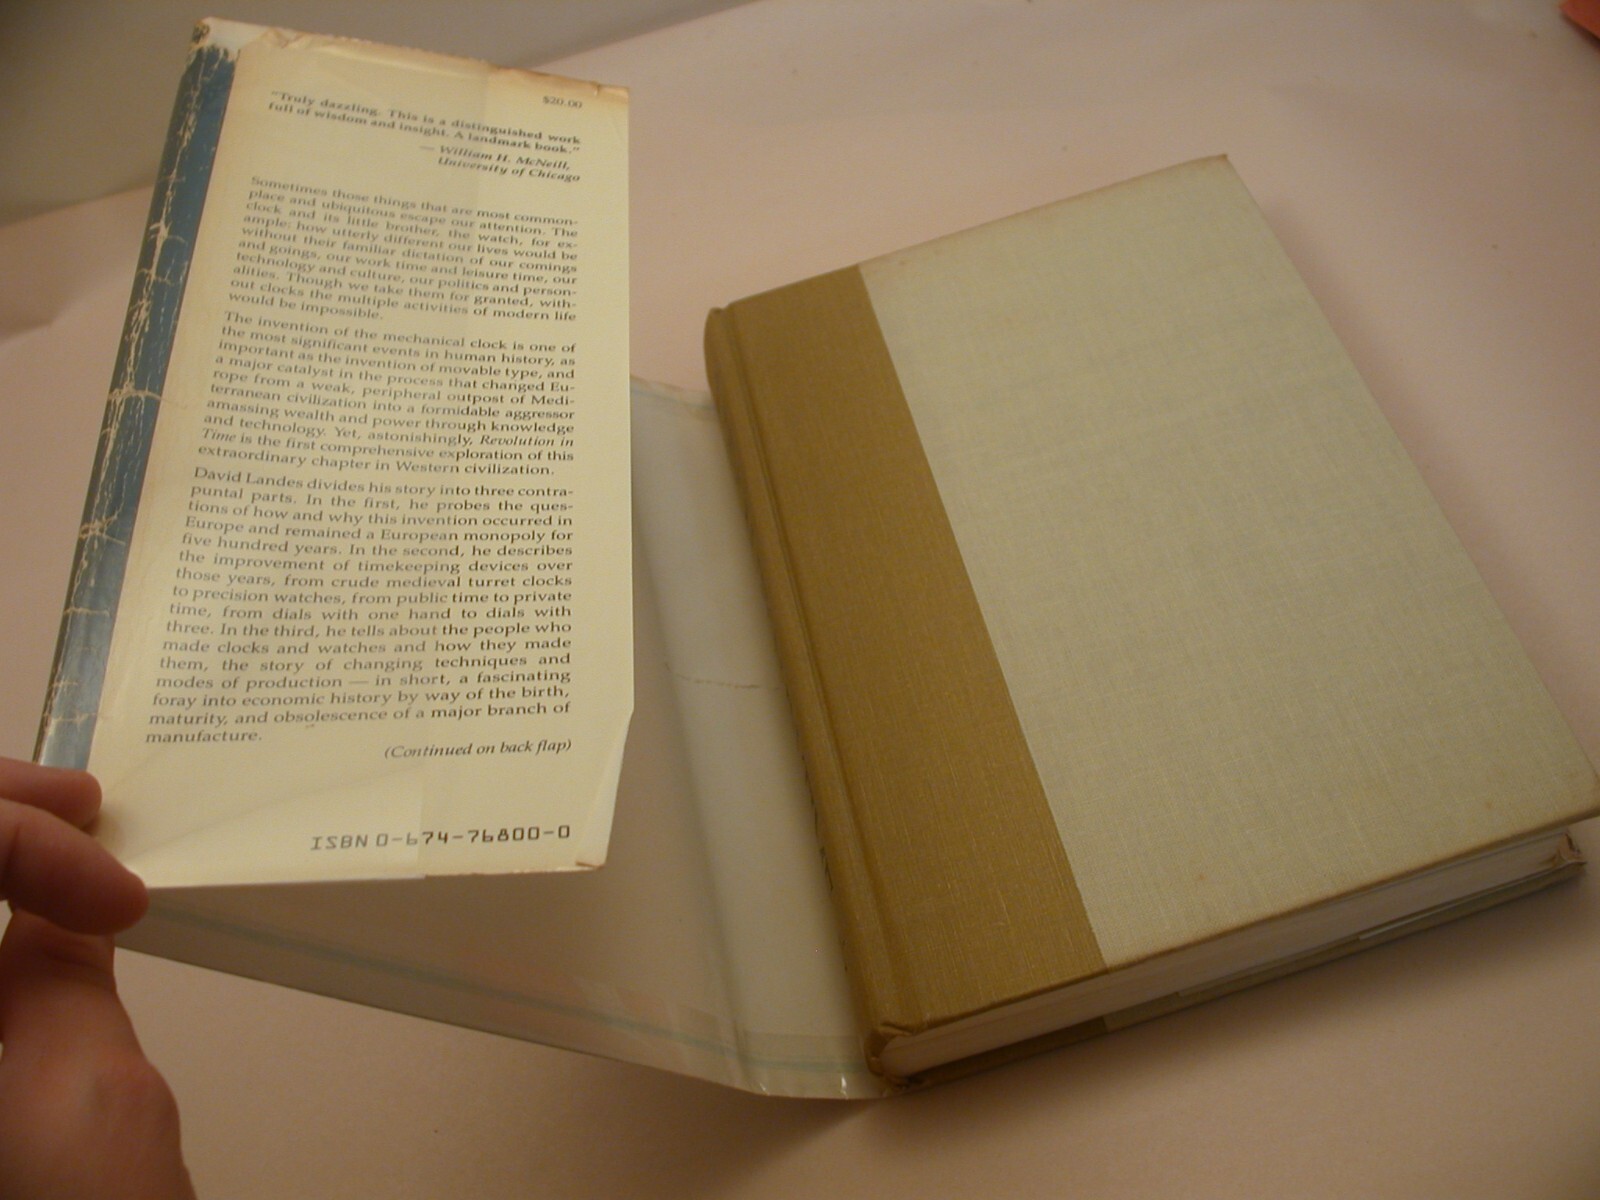 $20.00
"Truly dazzling. This is a distinguished work
full of wisdom and insight. A landmark book."
— William H. McNeill,
University of Chicago
Sometimes those things that are most common-
place and ubiquitous escape our attention. The
clock and its little brother, the watch, for ex-
ample: how utterly different our lives would be
without their familiar dictation of our comings
and goings, our work time and leisure time, our
technology and culture, our politics and person-
alities. Though we take them for granted, with-
out clocks the multiple activities of modern life
would be impossible.
The invention of the mechanical clock is one of
the most significant events in human history, as
important as the invention of movable type, and
a major catalyst in the process that changed Eu-
rope from a weak, peripheral outpost of Medi-
terranean civilization into a formidable aggressor
amassing wealth and power through knowledge
and technology. Yet, astonishingly, Revolution in
Time is the first comprehensive exploration of this
extraordinary chapter in Western civilization.
David Landes divides his story into three contra-
puntal parts. In the first, he probes the ques-
tions of how and why this invention occurred in
Europe and remained a European monopoly for
five hundred years. In the second, he describes
the improvement of timekeeping devices over
those years, from crude medieval turret clocks
to precision watches, from public time to private
time, from dials with one hand to dials with
three. In the third, he tells about the people who
made clocks and watches and how they made
them, the story of changing techniques and
modes of production — in short, a fascinating
foray into economic history by way of the birth,
maturity, and obsolescence of a major branch of
manufacture.
(Continued on back flap)
ISBN 0-674-76800-0